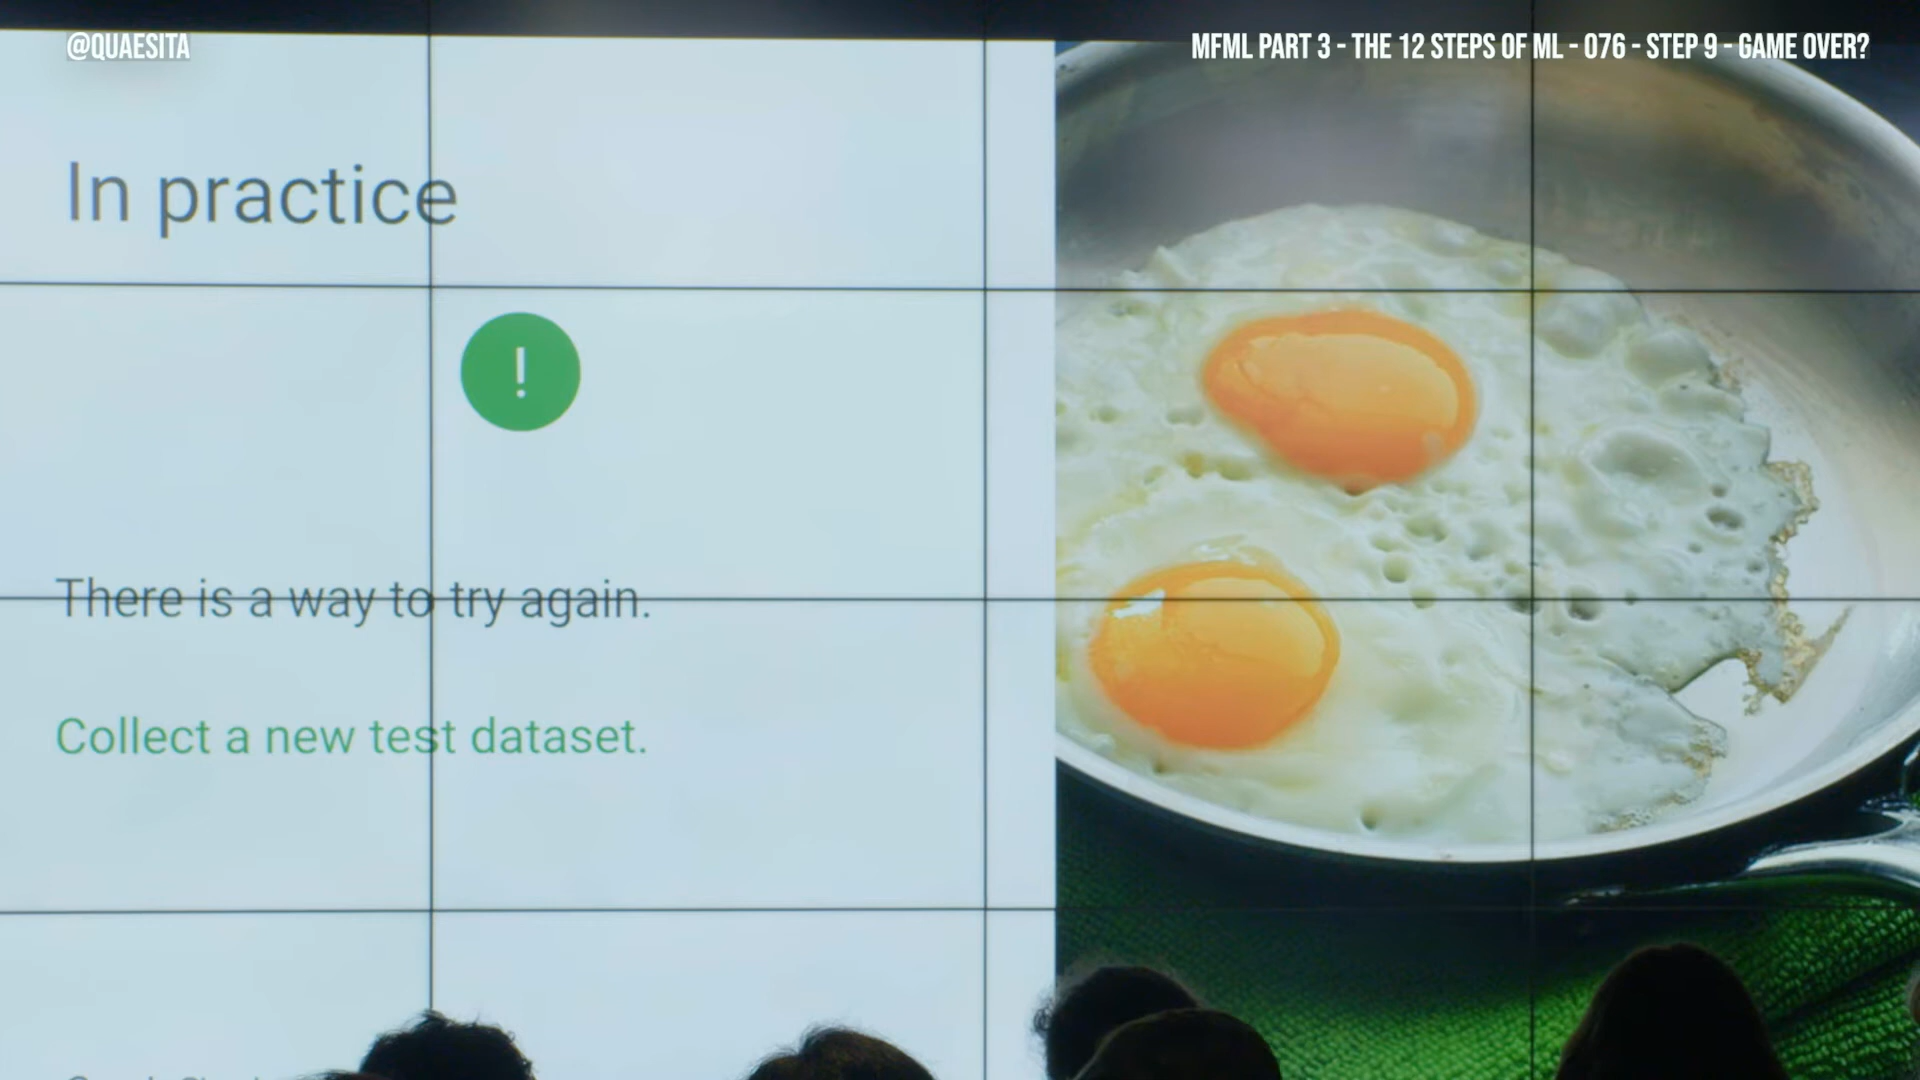 @QUAESITA
MFML PART 3 - THE 12 STEPS OF ML - 076 - STEP 9 - GAME OVER?
In practice
!
There is a way to try again.
Collect a new test dataset.